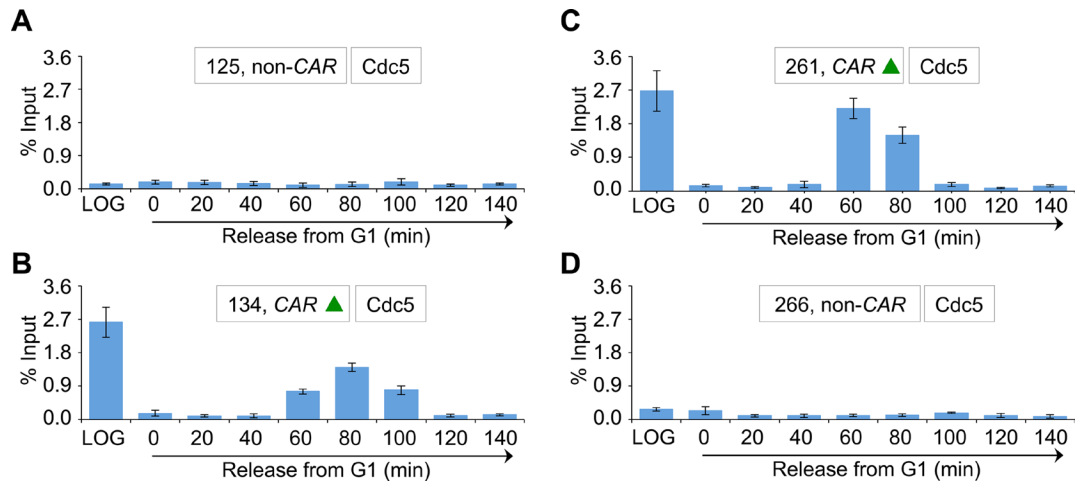 A
125, non-CAR Cdc5
% Input
3.6
2.7
1.8
0.9
0.0
LOG 0 20 40 60 80 100 120 140
Release from G1 (min)
B
134, CAR ▲ Cdc5
% Input
3.6
2.7
1.8
0.9
0.0
LOG 0 20 40 60 80 100 120 140
Release from G1 (min)
C
261, CAR ▲ Cdc5
% Input
3.6
2.7
1.8
0.9
0.0
LOG 0 20 40 60 80 100 120 140
Release from G1 (min)
D
266, non-CAR Cdc5
% Input
3.6
2.7
1.8
0.9
0.0
LOG 0 20 40 60 80 100 120 140
Release from G1 (min)